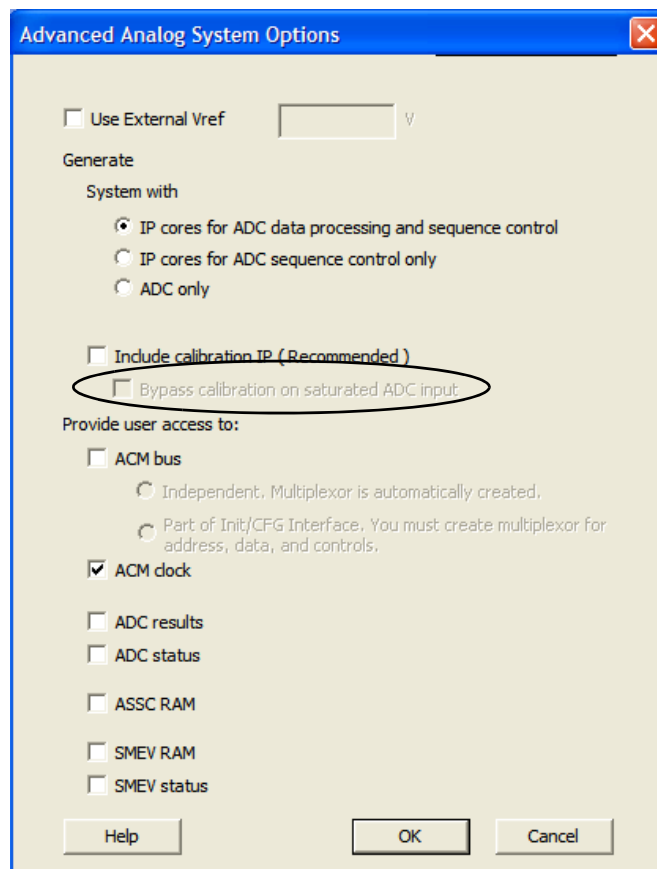 Advanced Analog System Options
Use External Vref V
Generate
System with
IP cores for ADC data processing and sequence control
IP cores for ADC sequence control only
ADC only
Include calibration IP ( Recommended )
Bypass calibration on saturated ADC input
Provide user access to:
ACM bus
Independent. Multiplexor is automatically created.
Part of Init/CFG Interface. You must create multiplexor for
address, data, and controls.
ACM clock
ADC results
ADC status
ASSC RAM
SMEV RAM
SMEV status
Help OK Cancel